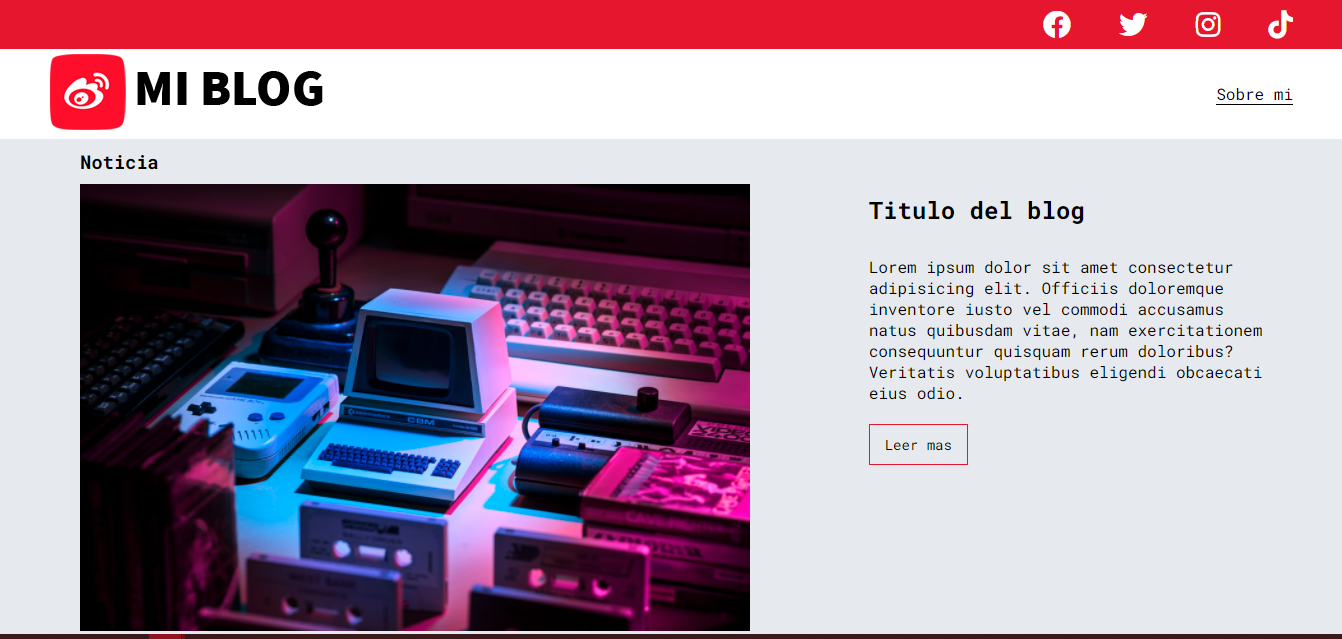 MI BLOG
Sobre mi
Noticia
CBM
Titulo del blog
Lorem ipsum dolor sit amet consectetur
adipisicing elit. Officiis doloremque
inventore iusto vel commodi accusamus
natus quibusdam vitae, nam exercitationem
consequuntur quisquam rerum doloribus?
Veritatis voluptatibus eligendi obcaecati
eius odio.
Leer mas